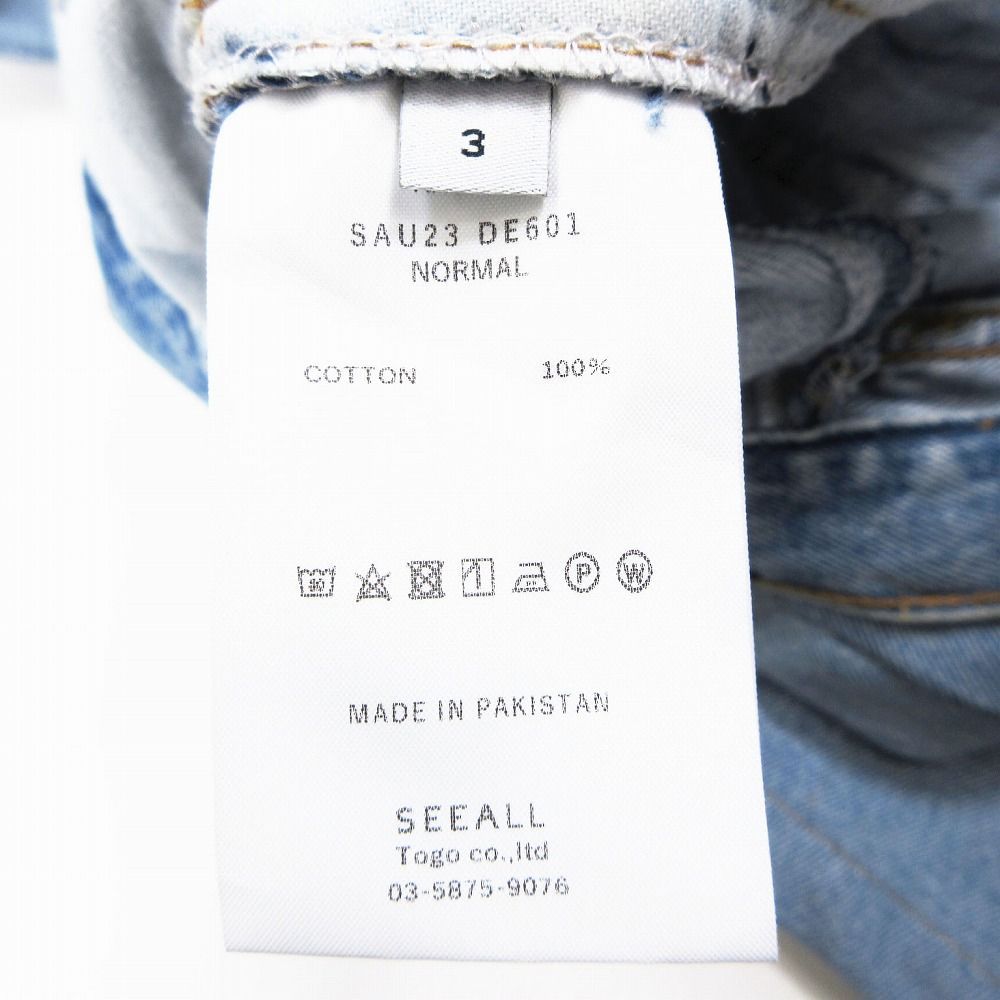 3
SAU23 DE601
NORMAL
COTTON 100%
P W
MADE IN PAKISTAN
SEEALL
Togo co.,ltd
03-5875-9076